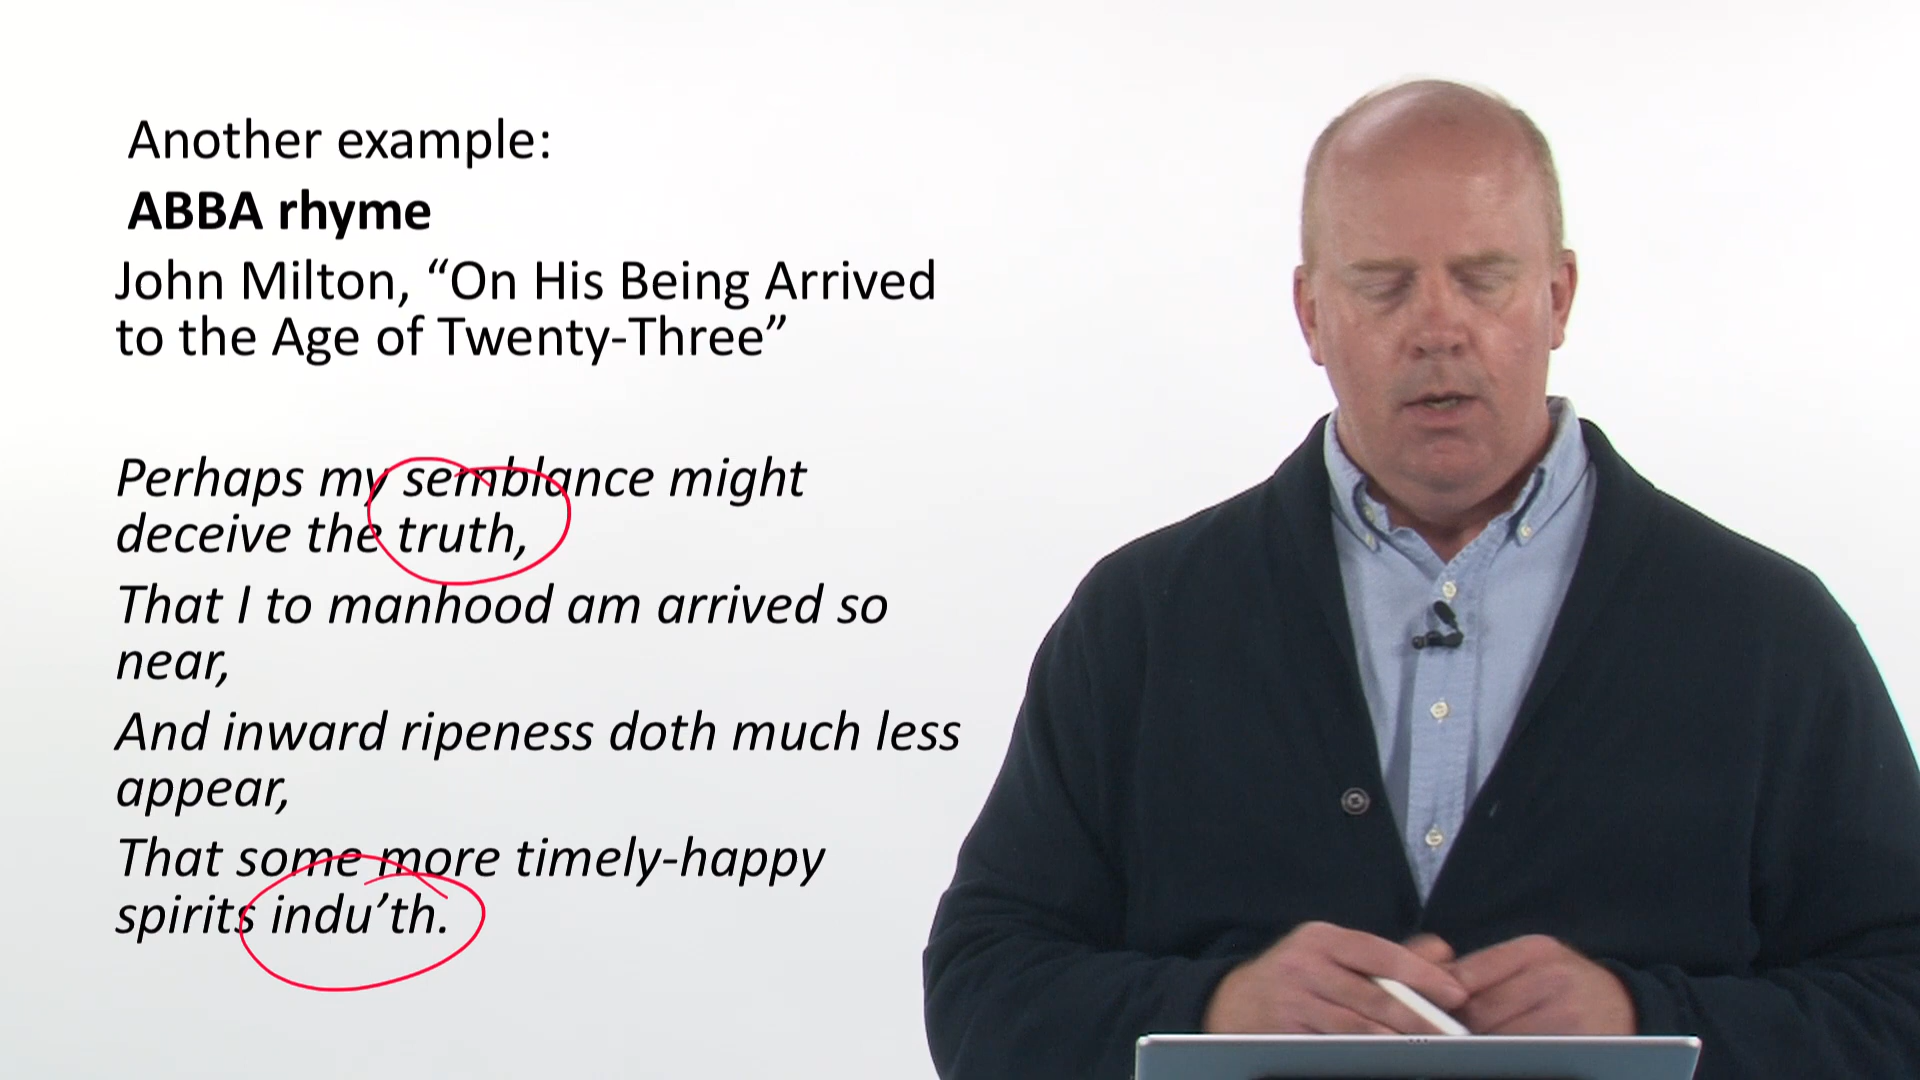 Another example:
ABBA rhyme
John Milton, “On His Being Arrived
to the Age of Twenty-Three”
Perhaps my semblance might
deceive the truth,
That I to manhood am arrived so
near,
And inward ripeness doth much less
appear,
That some more timely-happy
spirits indu’th.